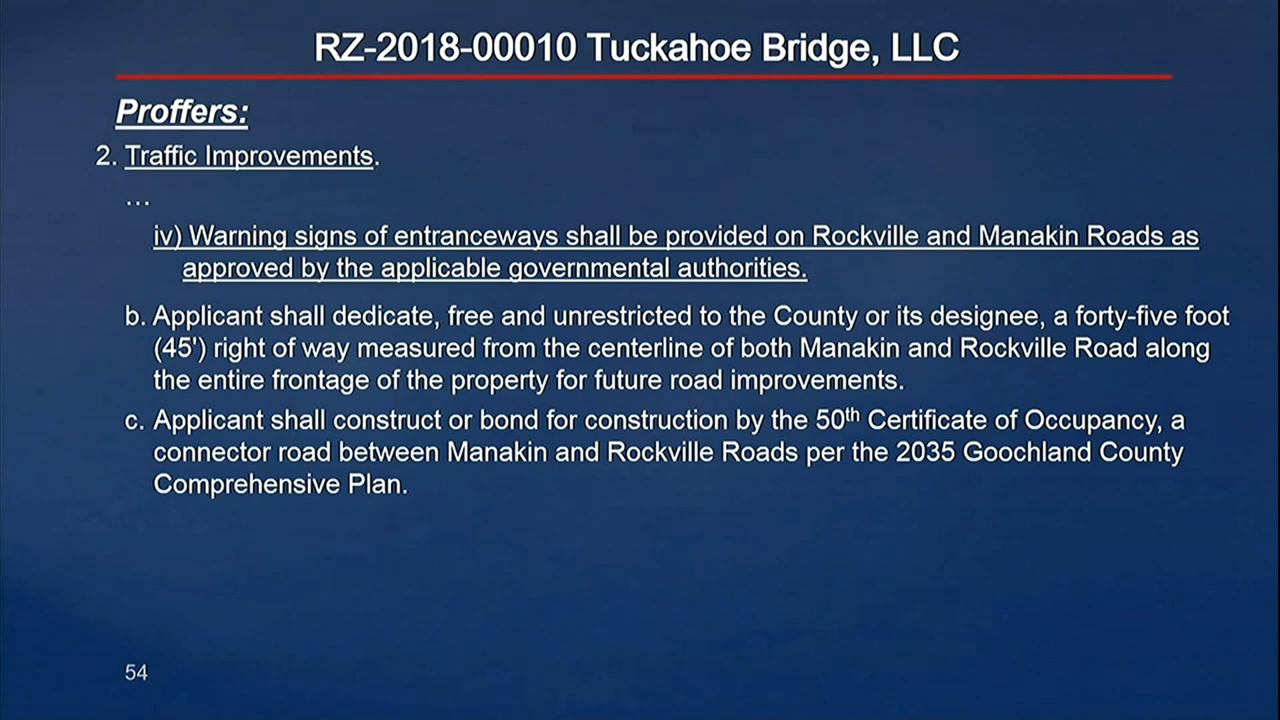 RZ-2018-00010 Tuckahoe Bridge, LLC
Proffers:
2. Traffic Improvements.
...
iv) Warning signs of entranceways shall be provided on Rockville and Manakin Roads as
approved by the applicable governmental authorities.
b. Applicant shall dedicate, free and unrestricted to the County or its designee, a forty-five foot
(45') right of way measured from the centerline of both Manakin and Rockville Road along
the entire frontage of the property for future road improvements.
c. Applicant shall construct or bond for construction by the 50th Certificate of Occupancy, a
connector road between Manakin and Rockville Roads per the 2035 Goochland County
Comprehensive Plan.
54